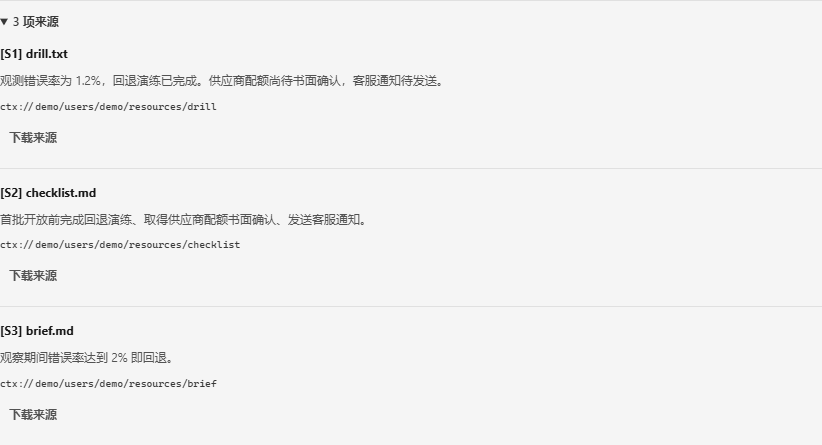 ▼ 3 项来源
[S1] drill.txt
观测错误率为 1.2%，回退演练已完成。供应商配额尚待书面确认，客服通知待发送。
ctx://demo/users/demo/resources/drill
下载来源
[S2] checklist.md
首批开放前完成回退演练、取得供应商配额书面确认、发送客服通知。
ctx://demo/users/demo/resources/checklist
下载来源
[S3] brief.md
观察期间错误率达到 2% 即回退。
ctx://demo/users/demo/resources/brief
下载来源